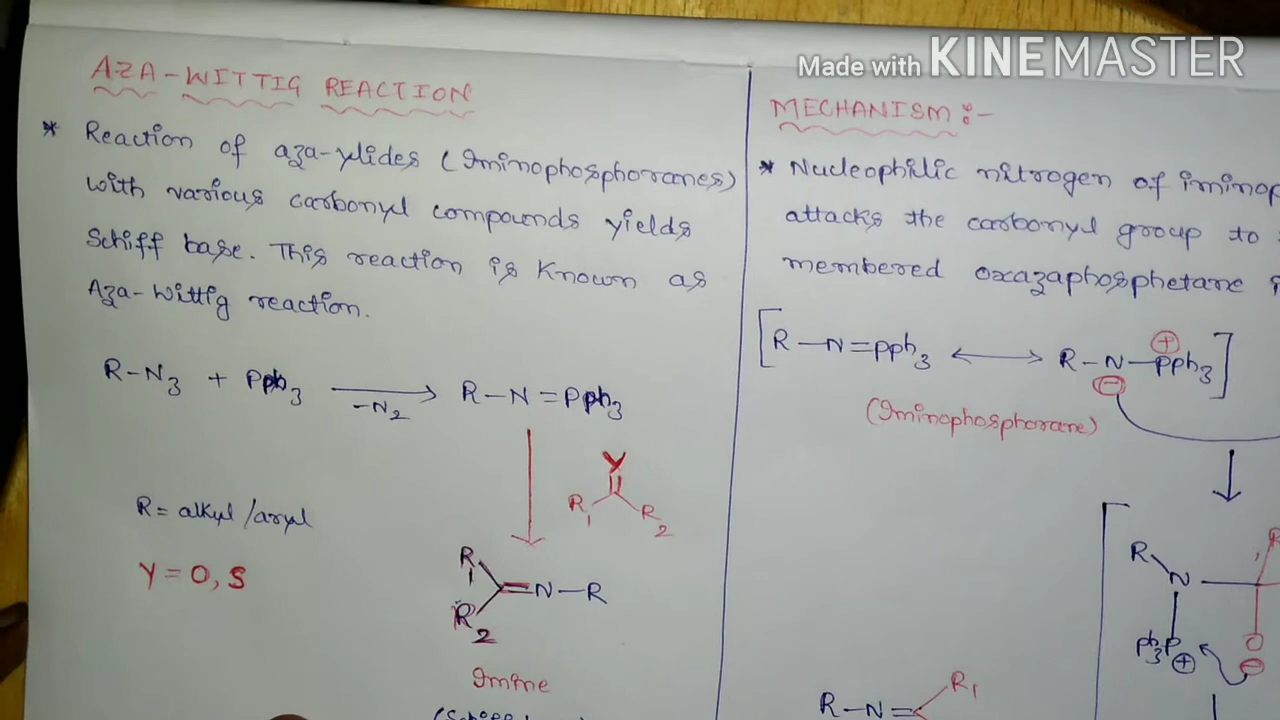 Made with KINEMASTER
AZA-WITTIG REACTION
* Reaction of aza-ylides (Iminophosphoranes)
with various carbonyl compounds yields
Schiff base. This reaction is known as
Aza-Wittig reaction.
R-N3 + PPh3 -N2 R-N=PPh3
Y
R1 R2
R= alkyl/aryl
Y=O, S
R1
=N-R
R2
Imine
MECHANISM:-
* Nucleophilic nitrogen of iminop
attacks the carbonyl group to
membered oxazaphosphetane
[R-N=PPh3 ↔ R-N-PPh3]
⊖ ⊕
(Iminophosphorane)
R
N
Ph3P ⊕
O
⊖
R1
R-N=